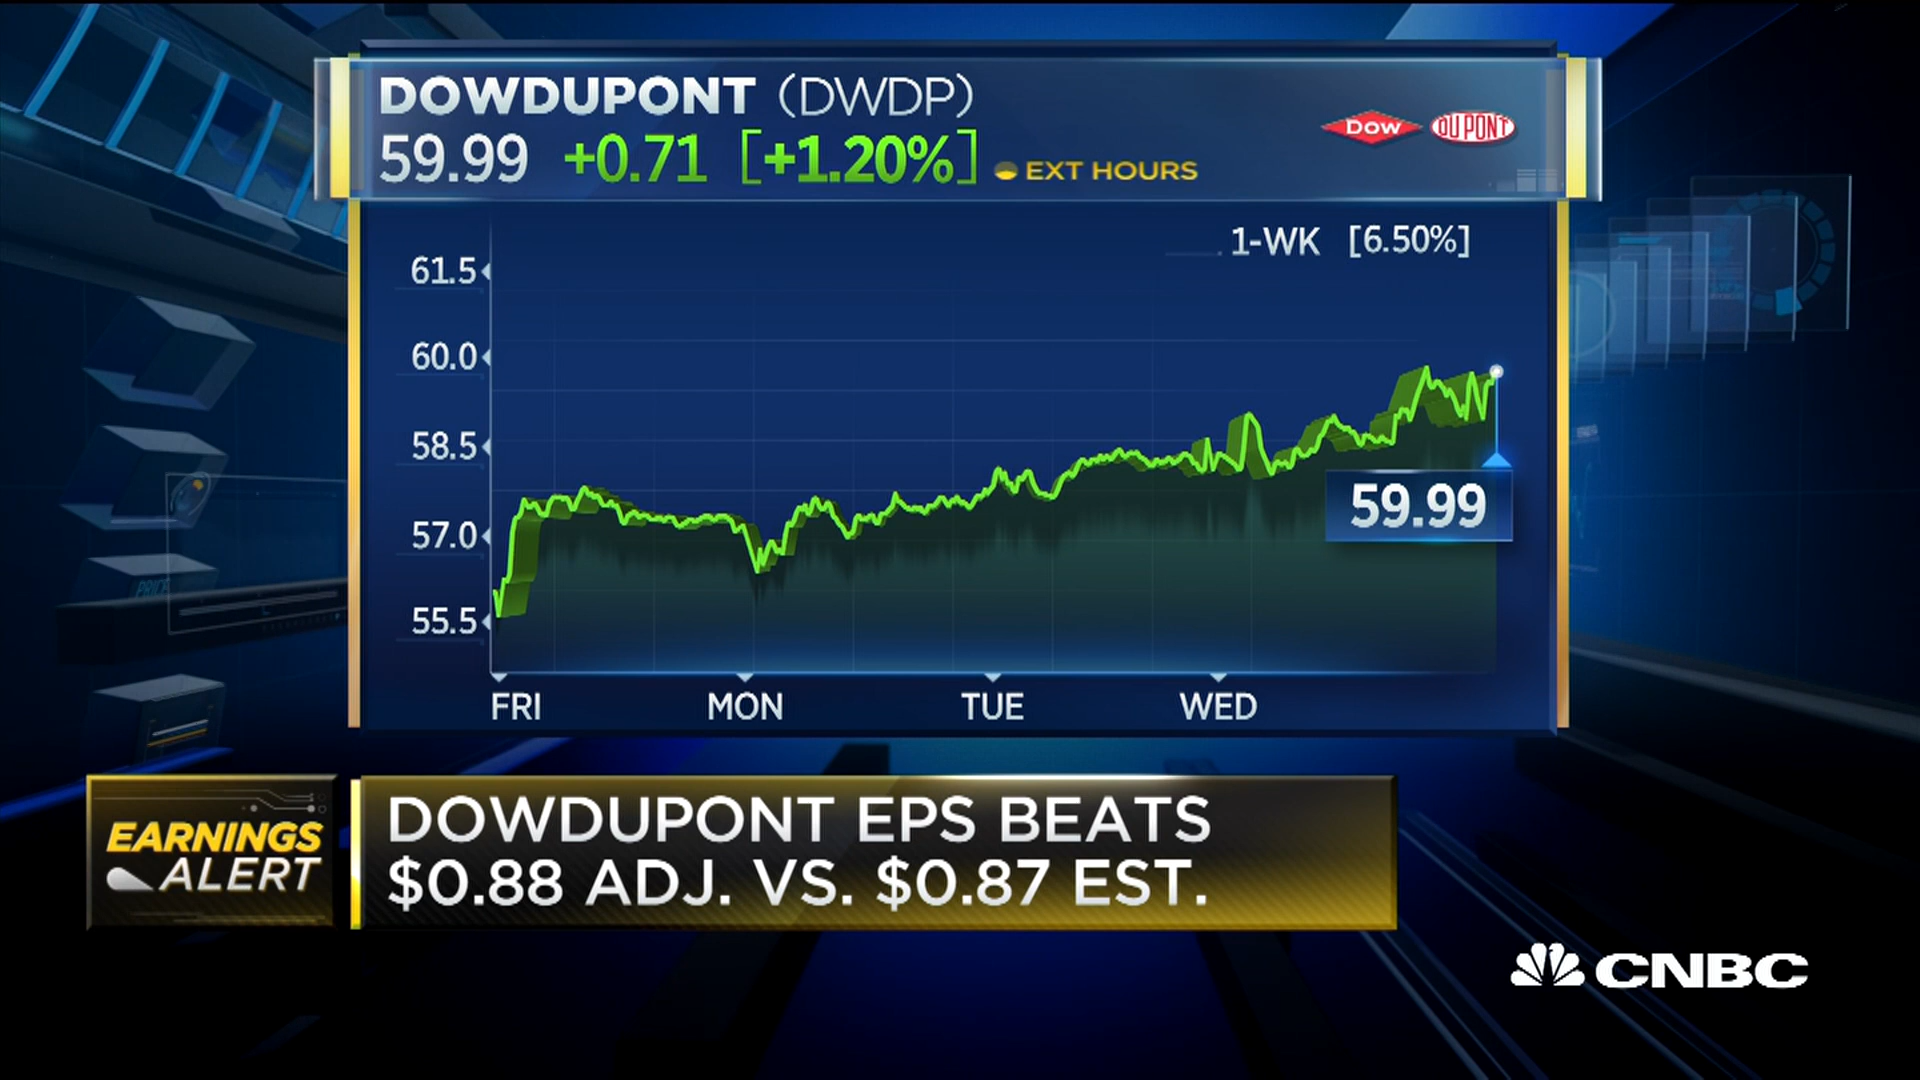 DOWDUPONT (DWDP)
59.99 +0.71 [+1.20%] EXT HOURS
DOW DUPONT
1-WK [6.50%]
61.5
60.0
58.5
57.0
55.5
59.99
FRI MON TUE WED
PRICE
EARNINGS
ALERT
DOWDUPONT EPS BEATS
$0.88 ADJ. VS. $0.87 EST.
CNBC